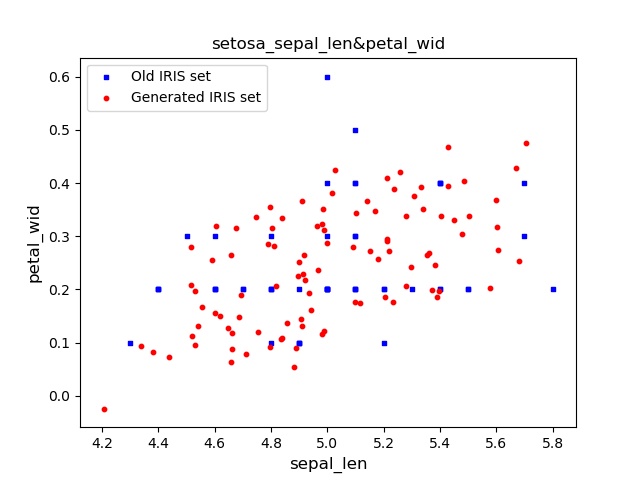 setosa_sepal_len&petal_wid
Old IRIS set
Generated IRIS set
petal_wid
0.6
0.5
0.4
0.3
0.2
0.1
0.0
4.2 4.4 4.6 4.8 5.0 5.2 5.4 5.6 5.8
sepal_len